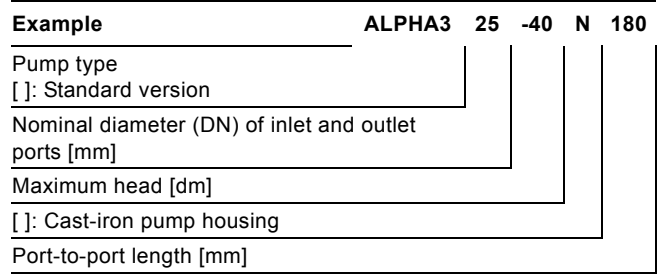 Example ALPHA3 25 -40 N 180
Pump type
[ ]: Standard version
Nominal diameter (DN) of inlet and outlet
ports [mm]
Maximum head [dm]
[ ]: Cast-iron pump housing
Port-to-port length [mm]